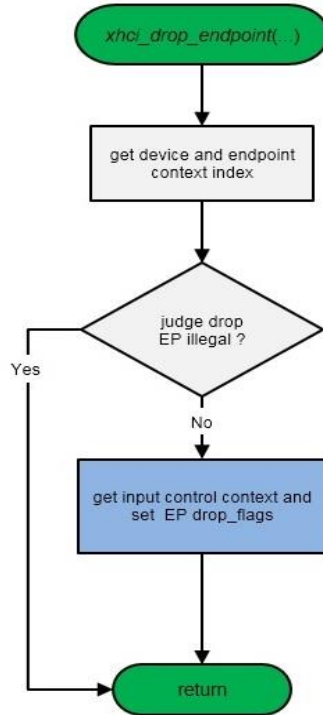 xhci_drop_endpoint(...)
get device and endpoint
context index
judge drop
EP illegal ?
Yes
No
get input control context and
set EP drop_flags
return